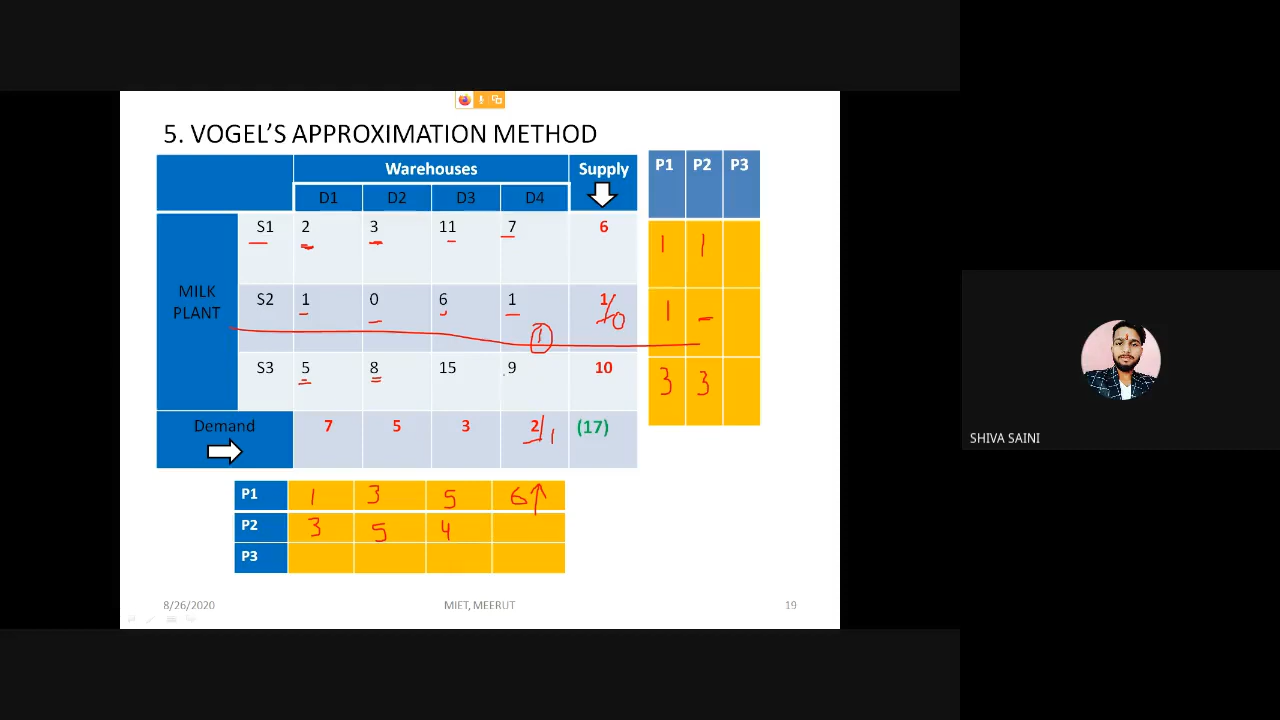 5. VOGEL'S APPROXIMATION METHOD
Warehouses Supply P1 P2 P3
D1 D2 D3 D4
S1 2 3 11 7 6 1 1
MILK PLANT S2 1 0 6 1 1/0 1 -
1
S3 5 8 15 9 10 3 3
Demand 7 5 3 2/1 (17)
P1 1 3 5 6↑
P2 3 5 4
P3
8/26/2020 MIET, MEERUT 19
SHIVA SAINI